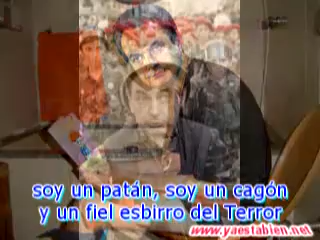 soy un patán, soy un cagón
y un fiel esbirro del Terror
www.yaestabien.net